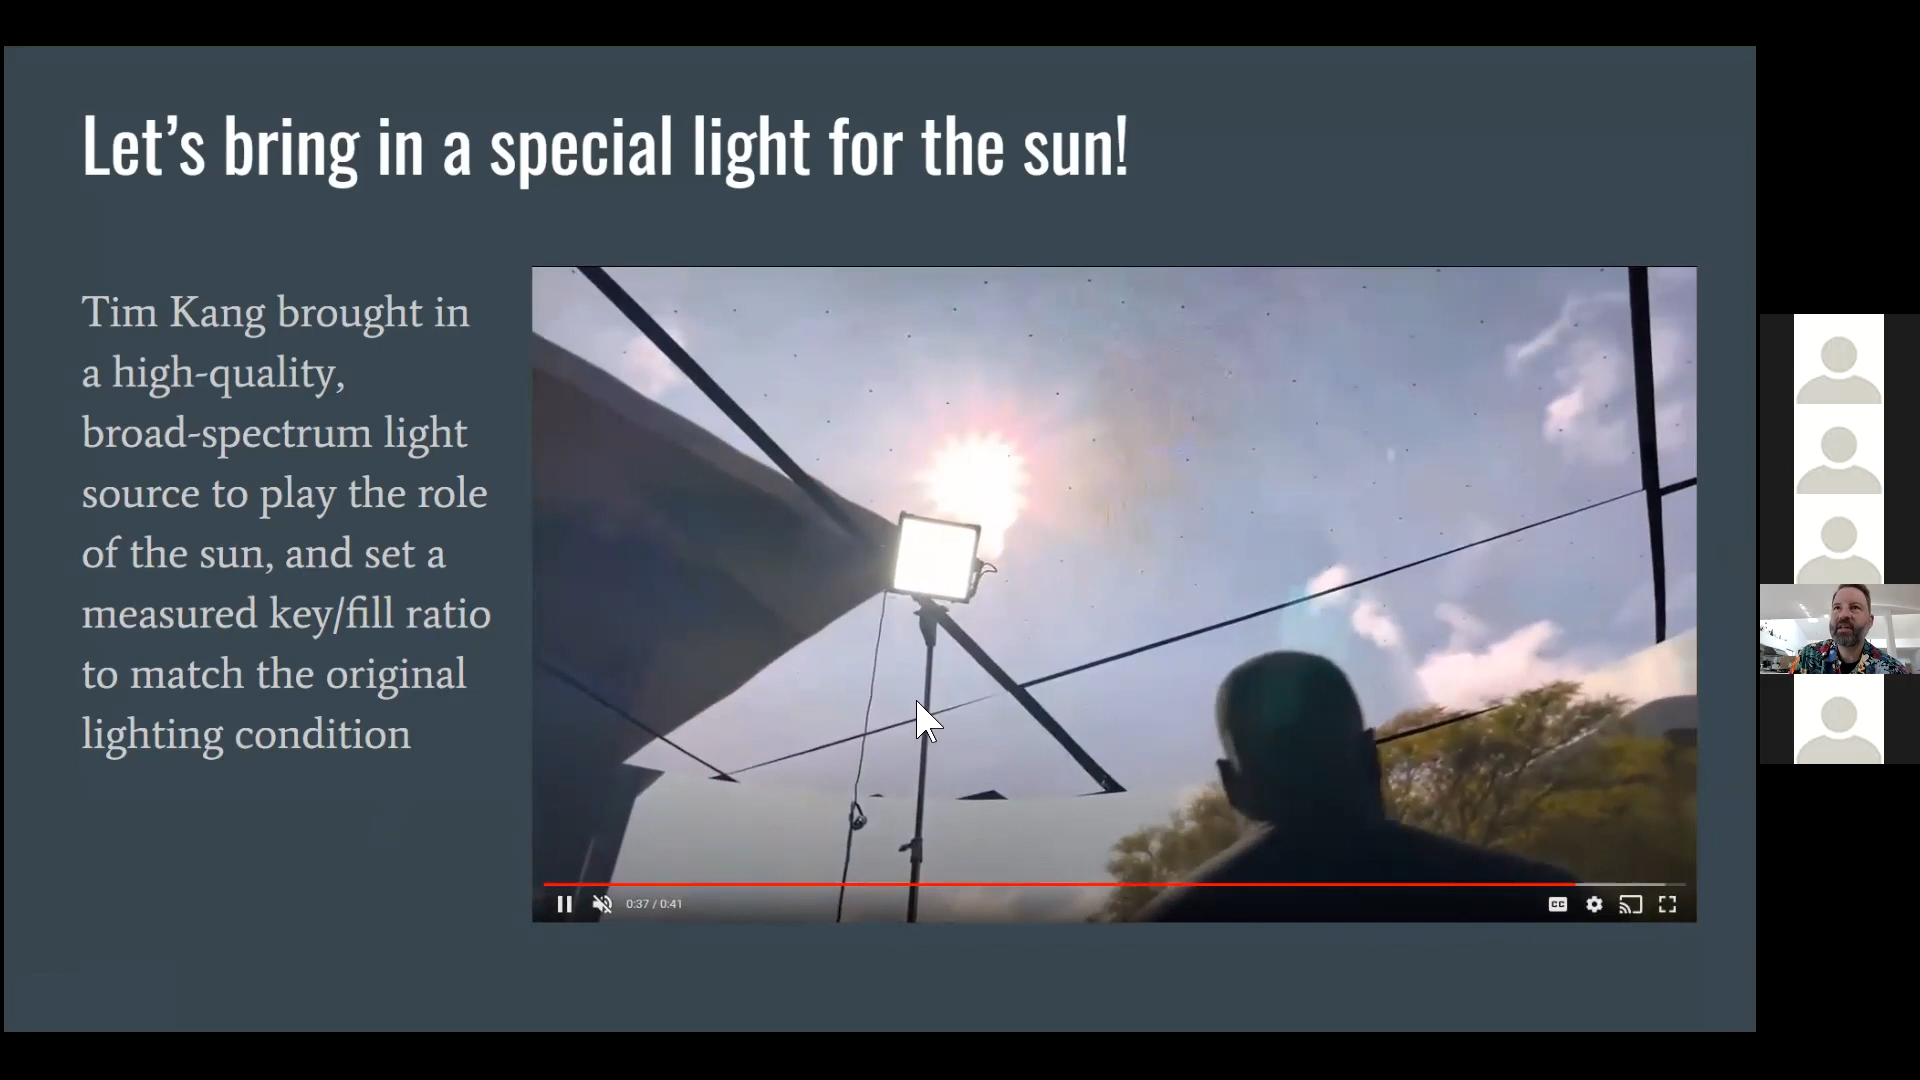 Let’s bring in a special light for the sun!
Tim Kang brought in
a high-quality,
broad-spectrum light
source to play the role
of the sun, and set a
measured key/fill ratio
to match the original
lighting condition
0:37 / 0:41
CC